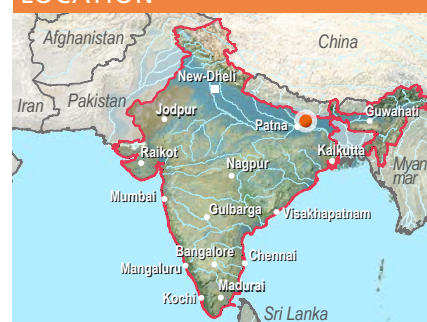 LOCATION
Afghanistan
China
New-Dheli
Iran
Pakistan
Jodpur
Guwahati
Patna
Raikot
Kalkutta
Nagpur
Myan
mar
Mumbai
Gulbarga
Visakhapatnam
Bangalore
Chennai
Mangaluru
Madurai
Kochi
Sri Lanka